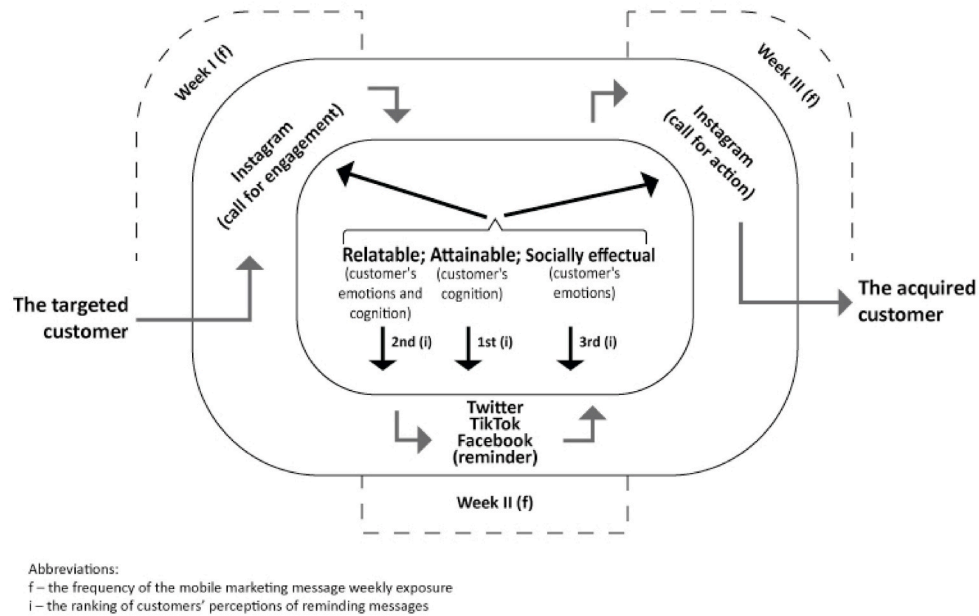 Week I (f)
Week III (f)
Instagram
(call for engagement)
Instagram
(call for action)
Relatable; Attainable; Socially effectual
(customer's
emotions and
cognition)
(customer's
cognition)
(customer's
emotions)
The targeted
customer
The acquired
customer
2nd (i)
1st (i)
3rd (i)
Twitter
TikTok
Facebook
(reminder)
Week II (f)
Abbreviations:
f – the frequency of the mobile marketing message weekly exposure
i – the ranking of customers' perceptions of reminding messages